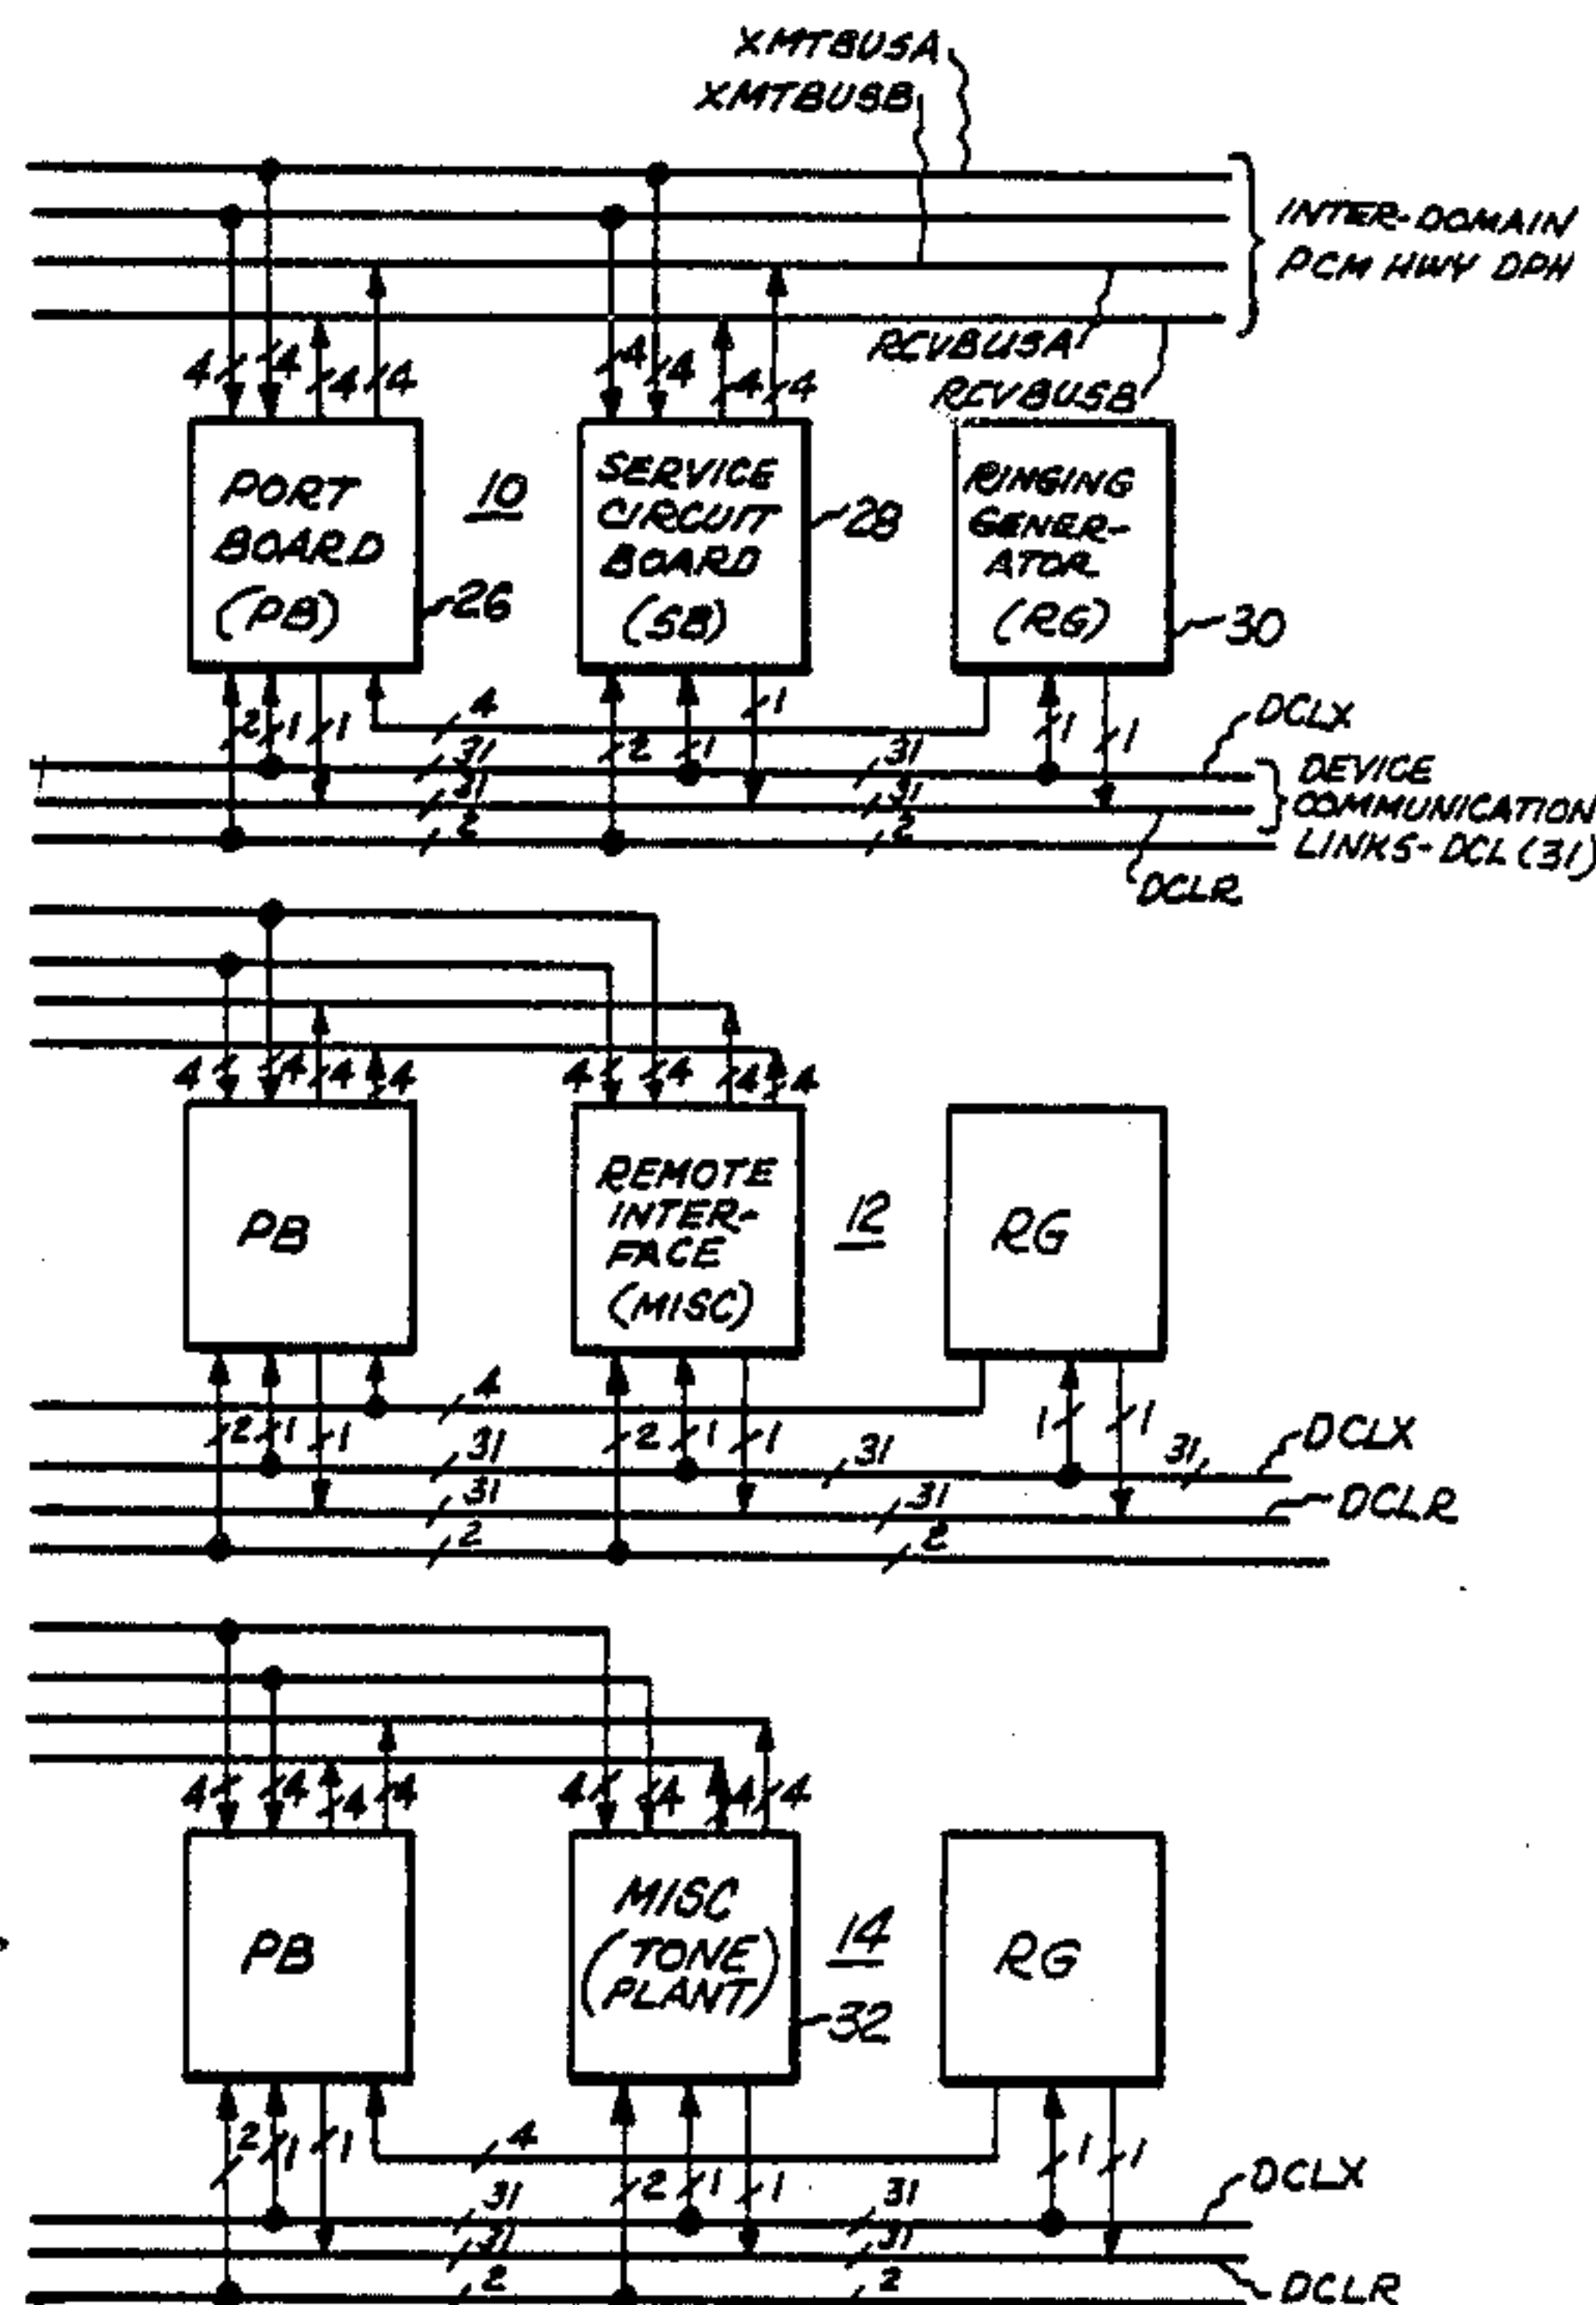 XMTBUSA
XMTBUSB
INTER-DOMAIN
PCM HWY DPH
RCVBUSA
RCVBUSB
4 4 4 4
4 4 4 4
PORT
BOARD
(PB)
10
26
SERVICE
CIRCUIT
BOARD
(SB)
28
RINGING
GENER-
ATOR
(RG)
30
2 1 1
4
2 1 1
1 1
DCLX
31 31
31 31
2 2
DEVICE
COMMUNICATION
LINKS-DCL (31)
DCLR
4 4 4 4
4 4 4 4
PB
REMOTE
INTER-
FACE
(MISC)
12
RG
4
2 1 1
2 1 1
1 1
31 31 31
DCLX
31 31
DCLR
2 2
4 4 4 4
4 4 4 4
PB
MISC
(TONE
PLANT)
14
32
RG
2 1 1
4
2 1 1
1 1
31 31
DCLX
31 31
2 2
DCLR